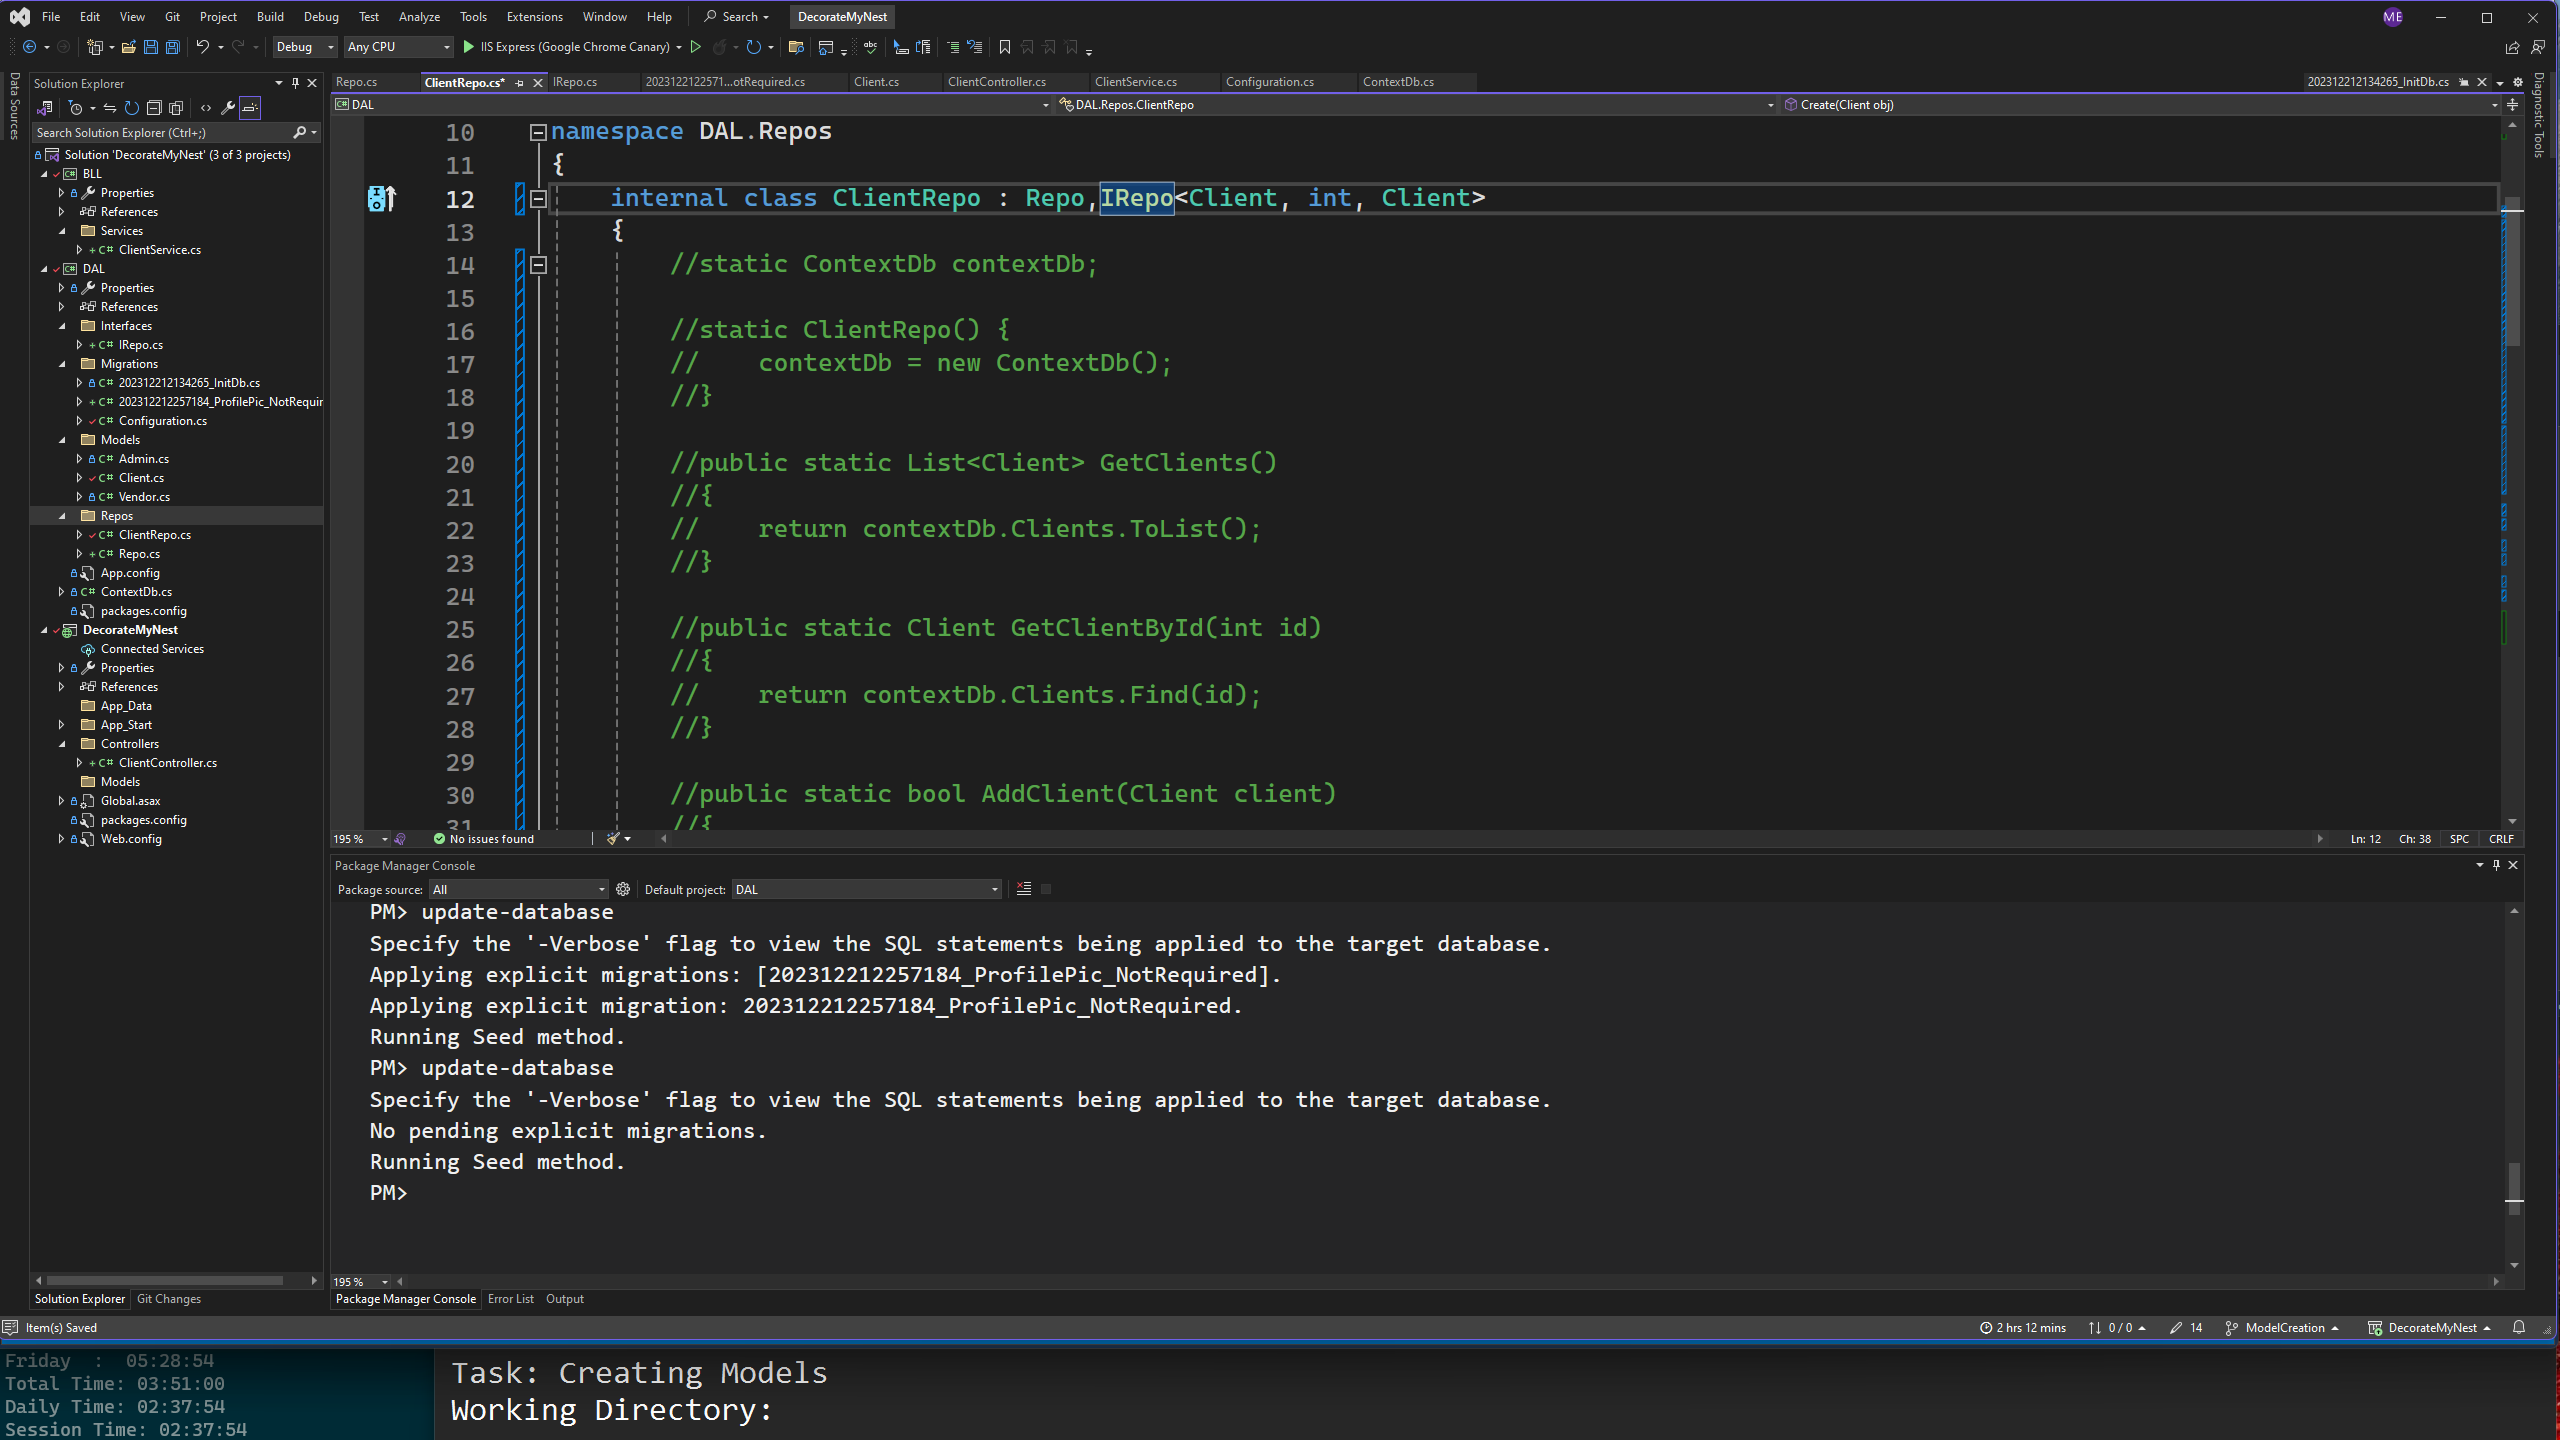 File Edit View Git Project Build Debug Test Analyze Tools Extensions Window Help Search DecorateMyNest ME
Debug Any CPU IIS Express (Google Chrome Canary)
Data Sources
Solution Explorer
Search Solution Explorer (Ctrl+;)
Solution 'DecorateMyNest' (3 of 3 projects)
BLL
Properties
References
Services
ClientService.cs
DAL
Properties
References
Interfaces
IRepo.cs
Migrations
202312212134265_InitDb.cs
202312212257184_ProfilePic_NotRequir
Configuration.cs
Models
Admin.cs
Client.cs
Vendor.cs
Repos
ClientRepo.cs
Repo.cs
App.config
ContextDb.cs
packages.config
DecorateMyNest
Connected Services
Properties
References
App_Data
App_Start
Controllers
ClientController.cs
Models
Global.asax
packages.config
Web.config
Solution Explorer Git Changes
Repo.cs ClientRepo.cs* IRepo.cs 2023122122571...otRequired.cs Client.cs ClientController.cs ClientService.cs Configuration.cs ContextDb.cs 202312212134265_InitDb.cs
DAL DAL.Repos.ClientRepo Create(Client obj)
10 namespace DAL.Repos
11 {
12 internal class ClientRepo : Repo,IRepo<Client, int, Client>
13 {
14 //static ContextDb contextDb;
15
16 //static ClientRepo() {
17 // contextDb = new ContextDb();
18 //}
19
20 //public static List<Client> GetClients()
21 //{
22 // return contextDb.Clients.ToList();
23 //}
24
25 //public static Client GetClientById(int id)
26 //{
27 // return contextDb.Clients.Find(id);
28 //}
29
30 //public static bool AddClient(Client client)
31 //{
195 % No issues found Ln: 12 Ch: 38 SPC CRLF
Diagnostic Tools
Package Manager Console
Package source: All Default project: DAL
PM> update-database
Specify the '-Verbose' flag to view the SQL statements being applied to the target database.
Applying explicit migrations: [202312212257184_ProfilePic_NotRequired].
Applying explicit migration: 202312212257184_ProfilePic_NotRequired.
Running Seed method.
PM> update-database
Specify the '-Verbose' flag to view the SQL statements being applied to the target database.
No pending explicit migrations.
Running Seed method.
PM>
195 %
Package Manager Console Error List Output
Item(s) Saved 2 hrs 12 mins 0 / 0 14 ModelCreation DecorateMyNest
Friday : 05:28:54
Total Time: 03:51:00
Daily Time: 02:37:54
Session Time: 02:37:54
Task: Creating Models
Working Directory: